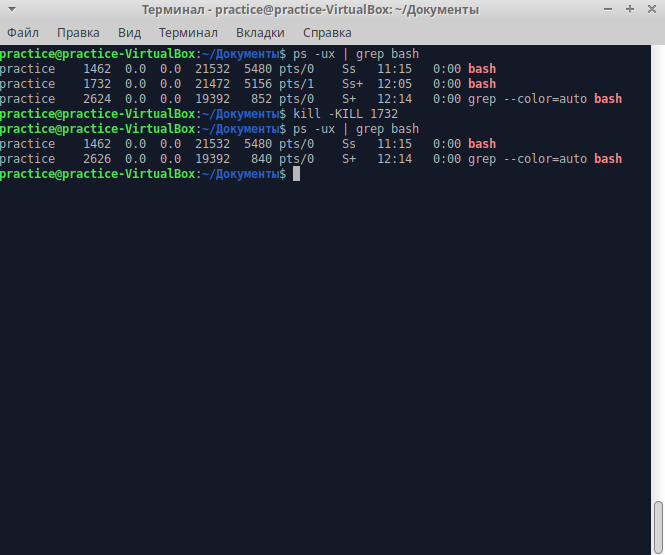 Терминал - practice@practice-VirtualBox: ~/Документы
Файл Правка Вид Терминал Вкладки Справка
practice@practice-VirtualBox:~/Документы$ ps -ux | grep bash
practice 1462 0.0 0.0 21532 5480 pts/0 Ss 11:15 0:00 bash
practice 1732 0.0 0.0 21472 5156 pts/1 Ss+ 12:05 0:00 bash
practice 2624 0.0 0.0 19392 852 pts/0 S+ 12:14 0:00 grep --color=auto bash
practice@practice-VirtualBox:~/Документы$ kill -KILL 1732
practice@practice-VirtualBox:~/Документы$ ps -ux | grep bash
practice 1462 0.0 0.0 21532 5480 pts/0 Ss 11:15 0:00 bash
practice 2626 0.0 0.0 19392 840 pts/0 S+ 12:14 0:00 grep --color=auto bash
practice@practice-VirtualBox:~/Документы$